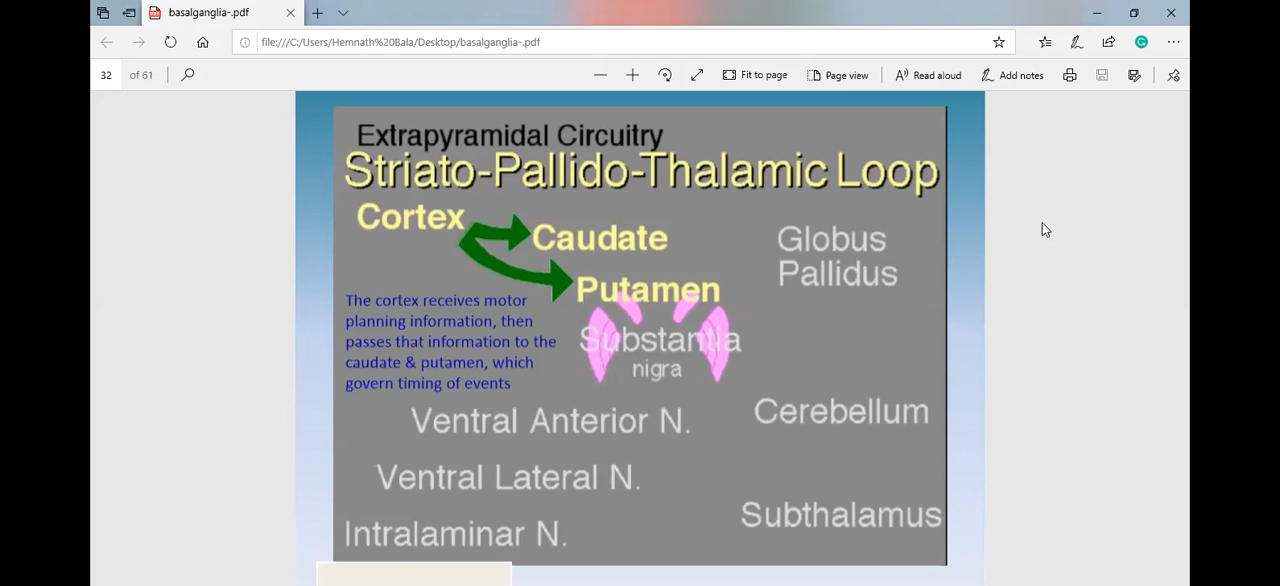 basalganglia-.pdf
file:///C:/Users/Hemnath%20Bala/Desktop/basalganglia-.pdf
32 of 61
Fit to page
Page view
Read aloud
Add notes
Extrapyramidal Circuitry
Striato-Pallido-Thalamic Loop
Cortex
Caudate
Globus
Pallidus
Putamen
The cortex receives motor
planning information, then
passes that information to the
caudate & putamen, which
govern timing of events
Substantia
nigra
Ventral Anterior N.
Cerebellum
Ventral Lateral N.
Subthalamus
Intralaminar N.